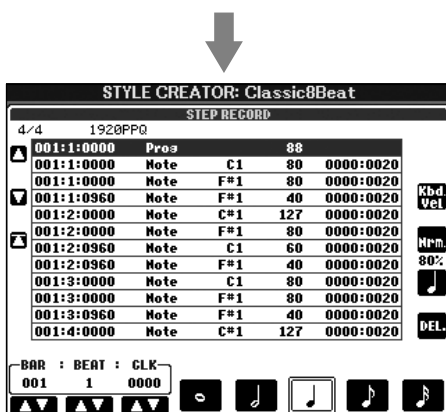 STYLE CREATOR: Classic8Beat
STEP RECORD
4/4 1920PPQ
001:1:0000 Prog 88
001:1:0000 Note C1 80 0000:0020
001:1:0000 Note F#1 80 0000:0020
001:1:0960 Note F#1 40 0000:0020
001:2:0000 Note C#1 127 0000:0020
001:2:0000 Note F#1 80 0000:0020
001:2:0960 Note C1 60 0000:0020
001:2:0960 Note F#1 40 0000:0020
001:3:0000 Note C1 80 0000:0020
001:3:0000 Note F#1 80 0000:0020
001:3:0960 Note F#1 40 0000:0020
001:4:0000 Note C#1 127 0000:0020
Kbd.
Vel
Nrm.
80%
DEL.
BAR : BEAT : CLK
001 1 0000